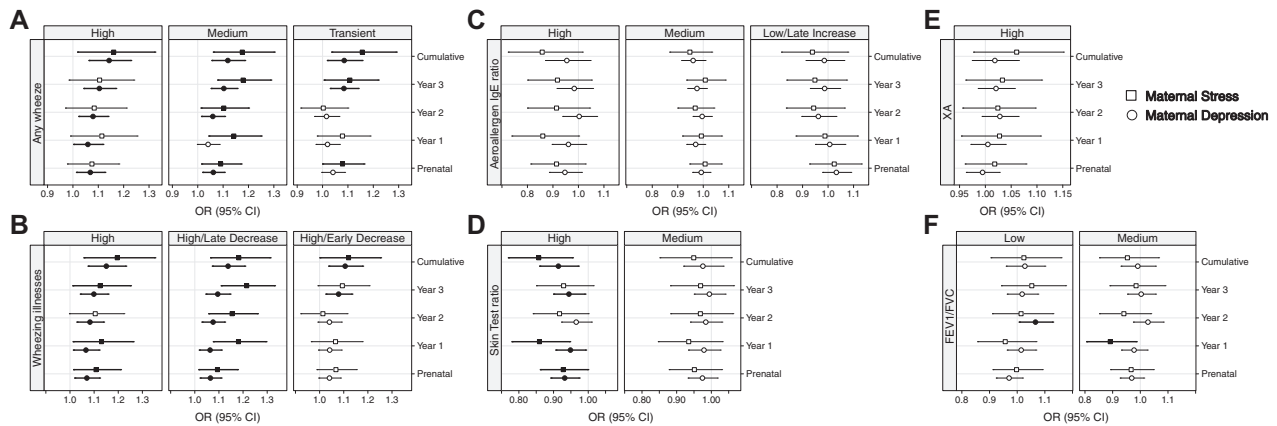 A
High Medium Transient
Any wheeze
Cumulative
Year 3
Year 2
Year 1
Prenatal
0.9 1.0 1.1 1.2 1.3 0.9 1.0 1.1 1.2 1.3 0.9 1.0 1.1 1.2 1.3
OR (95% CI)
C
High Medium Low/Late Increase
Aeroallergen IgE ratio
Cumulative
Year 3
Year 2
Year 1
Prenatal
0.8 0.9 1.0 1.1 0.8 0.9 1.0 1.1 0.8 0.9 1.0 1.1
OR (95% CI)
E
High
XA
Cumulative
Year 3
Year 2
Year 1
Prenatal
0.95 1.00 1.05 1.10 1.15
OR (95% CI)
Maternal Stress
Maternal Depression
B
High High/Late Decrease High/Early Decrease
Wheezing illnesses
Cumulative
Year 3
Year 2
Year 1
Prenatal
1.0 1.1 1.2 1.3 1.0 1.1 1.2 1.3 1.0 1.1 1.2 1.3
OR (95% CI)
D
High Medium
Skin Test ratio
Cumulative
Year 3
Year 2
Year 1
Prenatal
0.80 0.90 1.00 0.80 0.90 1.00
OR (95% CI)
F
Low Medium
FEV1/FVC
Cumulative
Year 3
Year 2
Year 1
Prenatal
0.8 0.9 1.0 1.1 0.8 0.9 1.0 1.1
OR (95% CI)